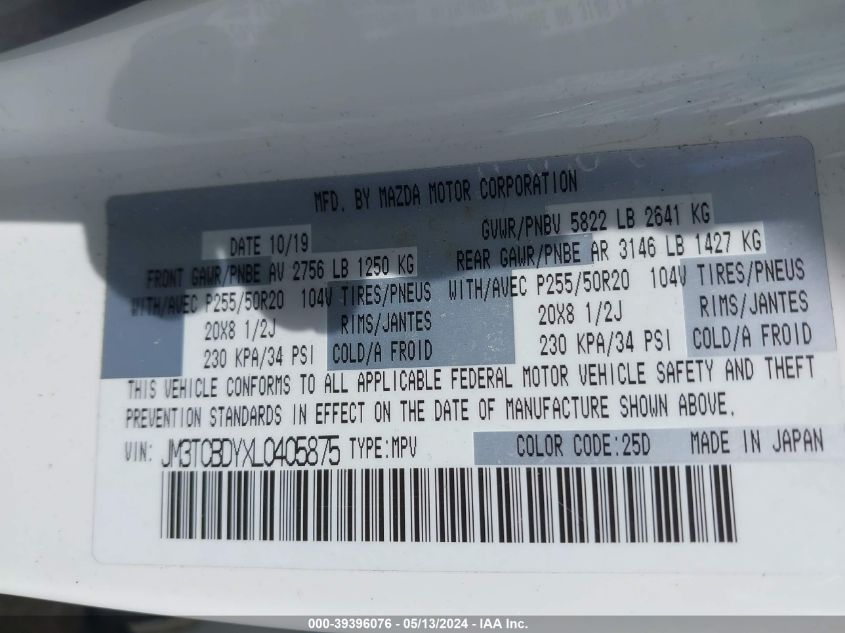 MFD. BY MAZDA MOTOR CORPORATION
DATE 10/19 GVWR/PNBV 5822 LB 2641 KG
FRONT GAWR/PNBE AV 2756 LB 1250 KG REAR GAWR/PNBE AR 3146 LB 1427 KG
WITH/AVEC P255/50R20 104V TIRES/PNEUS WITH/AVEC P255/50R20 104V TIRES/PNEUS
20X8 1/2J RIMS/JANTES 20X8 1/2J RIMS/JANTES
230 KPA/34 PSI COLD/A FROID 230 KPA/34 PSI COLD/A FROID
THIS VEHICLE CONFORMS TO ALL APPLICABLE FEDERAL MOTOR VEHICLE SAFETY AND THEFT
PREVENTION STANDARDS IN EFFECT ON THE DATE OF MANUFACTURE SHOWN ABOVE.
VIN: JM3TCBDYXL0405875 TYPE:MPV COLOR CODE:25D MADE IN JAPAN
000-39396076 - 05/13/2024 - IAA Inc.